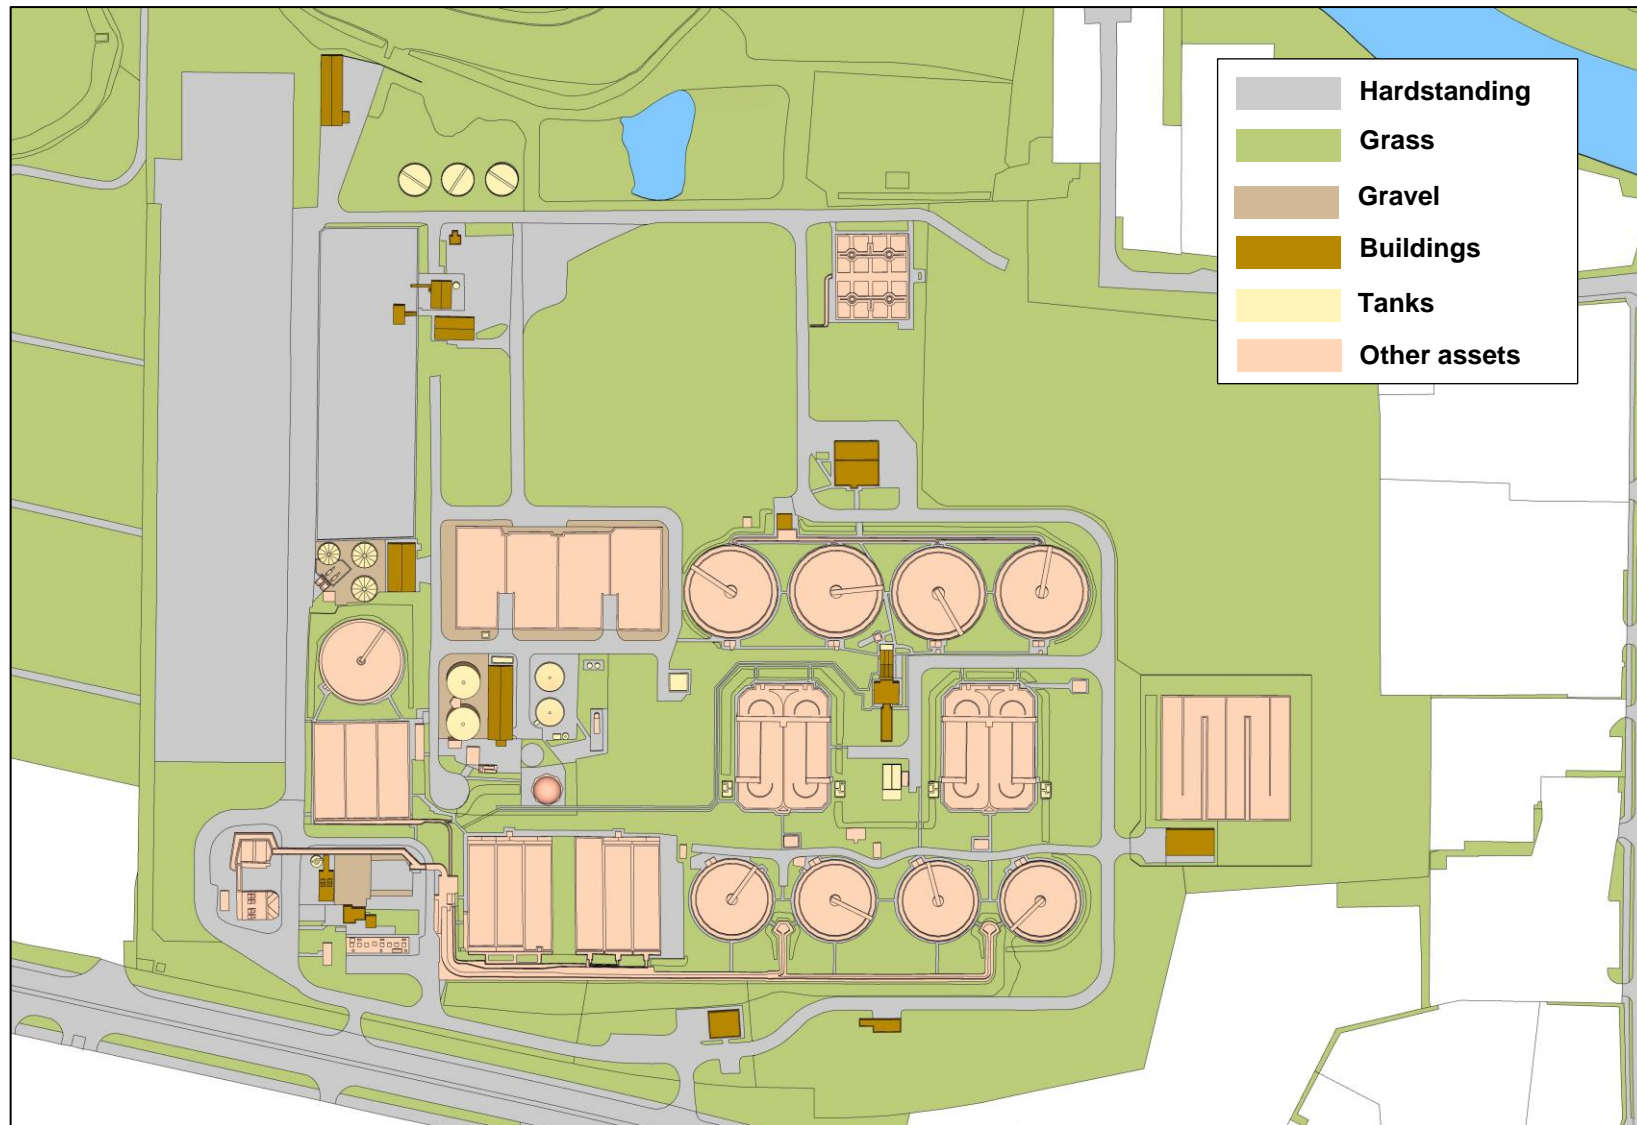 Hardstanding
Grass
Gravel
Buildings
Tanks
Other assets